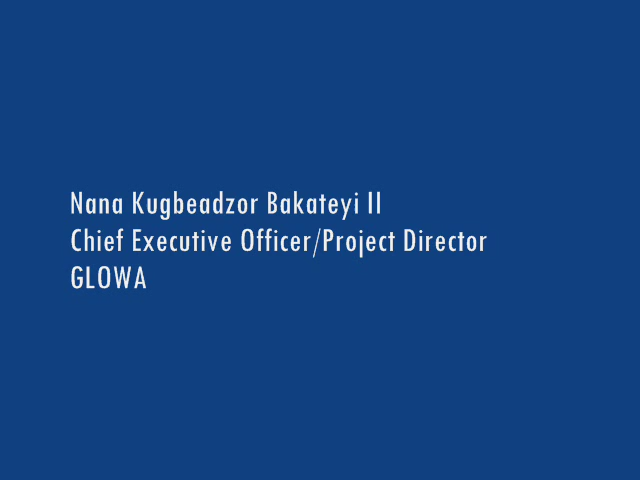 Nana Kugbeadzor Bakateyi II
Chief Executive Officer/Project Director
GLOWA